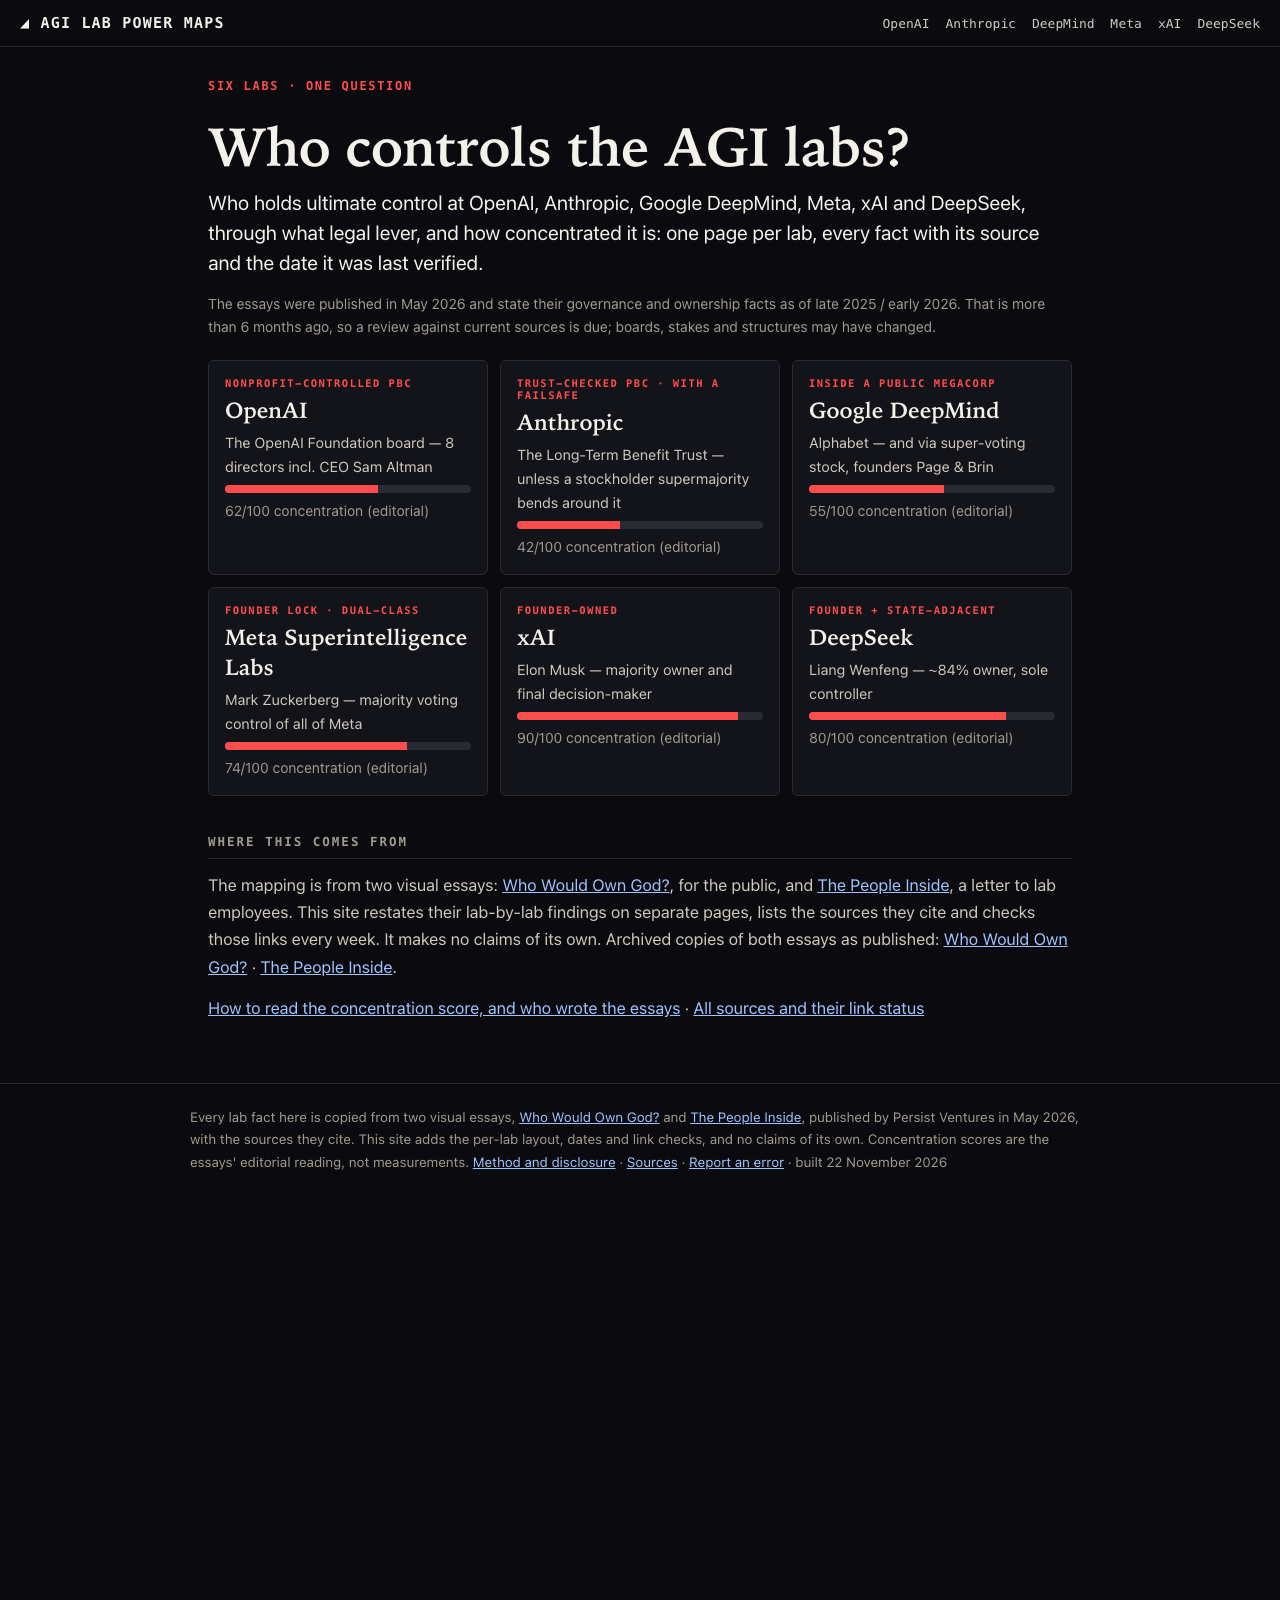 ◢ AGI LAB POWER MAPS
OpenAI Anthropic DeepMind Meta xAI DeepSeek
SIX LABS · ONE QUESTION
Who controls the AGI labs?
Who holds ultimate control at OpenAI, Anthropic, Google DeepMind, Meta, xAI and DeepSeek,
through what legal lever, and how concentrated it is: one page per lab, every fact with its source
and the date it was last verified.
The essays were published in May 2026 and state their governance and ownership facts as of late 2025 / early 2026. That is more
than 6 months ago, so a review against current sources is due; boards, stakes and structures may have changed.
NONPROFIT-CONTROLLED PBC
OpenAI
The OpenAI Foundation board — 8
directors incl. CEO Sam Altman
62/100 concentration (editorial)
TRUST-CHECKED PBC · WITH A
FAILSAFE
Anthropic
The Long-Term Benefit Trust —
unless a stockholder supermajority
bends around it
42/100 concentration (editorial)
INSIDE A PUBLIC MEGACORP
Google DeepMind
Alphabet — and via super-voting
stock, founders Page & Brin
55/100 concentration (editorial)
FOUNDER LOCK · DUAL-CLASS
Meta Superintelligence
Labs
Mark Zuckerberg — majority voting
control of all of Meta
74/100 concentration (editorial)
FOUNDER-OWNED
xAI
Elon Musk — majority owner and
final decision-maker
90/100 concentration (editorial)
FOUNDER + STATE-ADJACENT
DeepSeek
Liang Wenfeng — ~84% owner, sole
controller
80/100 concentration (editorial)
WHERE THIS COMES FROM
The mapping is from two visual essays: Who Would Own God?, for the public, and The People Inside, a letter to lab
employees. This site restates their lab-by-lab findings on separate pages, lists the sources they cite and checks
those links every week. It makes no claims of its own. Archived copies of both essays as published: Who Would Own
God? · The People Inside.
How to read the concentration score, and who wrote the essays · All sources and their link status
Every lab fact here is copied from two visual essays, Who Would Own God? and The People Inside, published by Persist Ventures in May 2026,
with the sources they cite. This site adds the per-lab layout, dates and link checks, and no claims of its own. Concentration scores are the
essays' editorial reading, not measurements. Method and disclosure · Sources · Report an error · built 22 November 2026